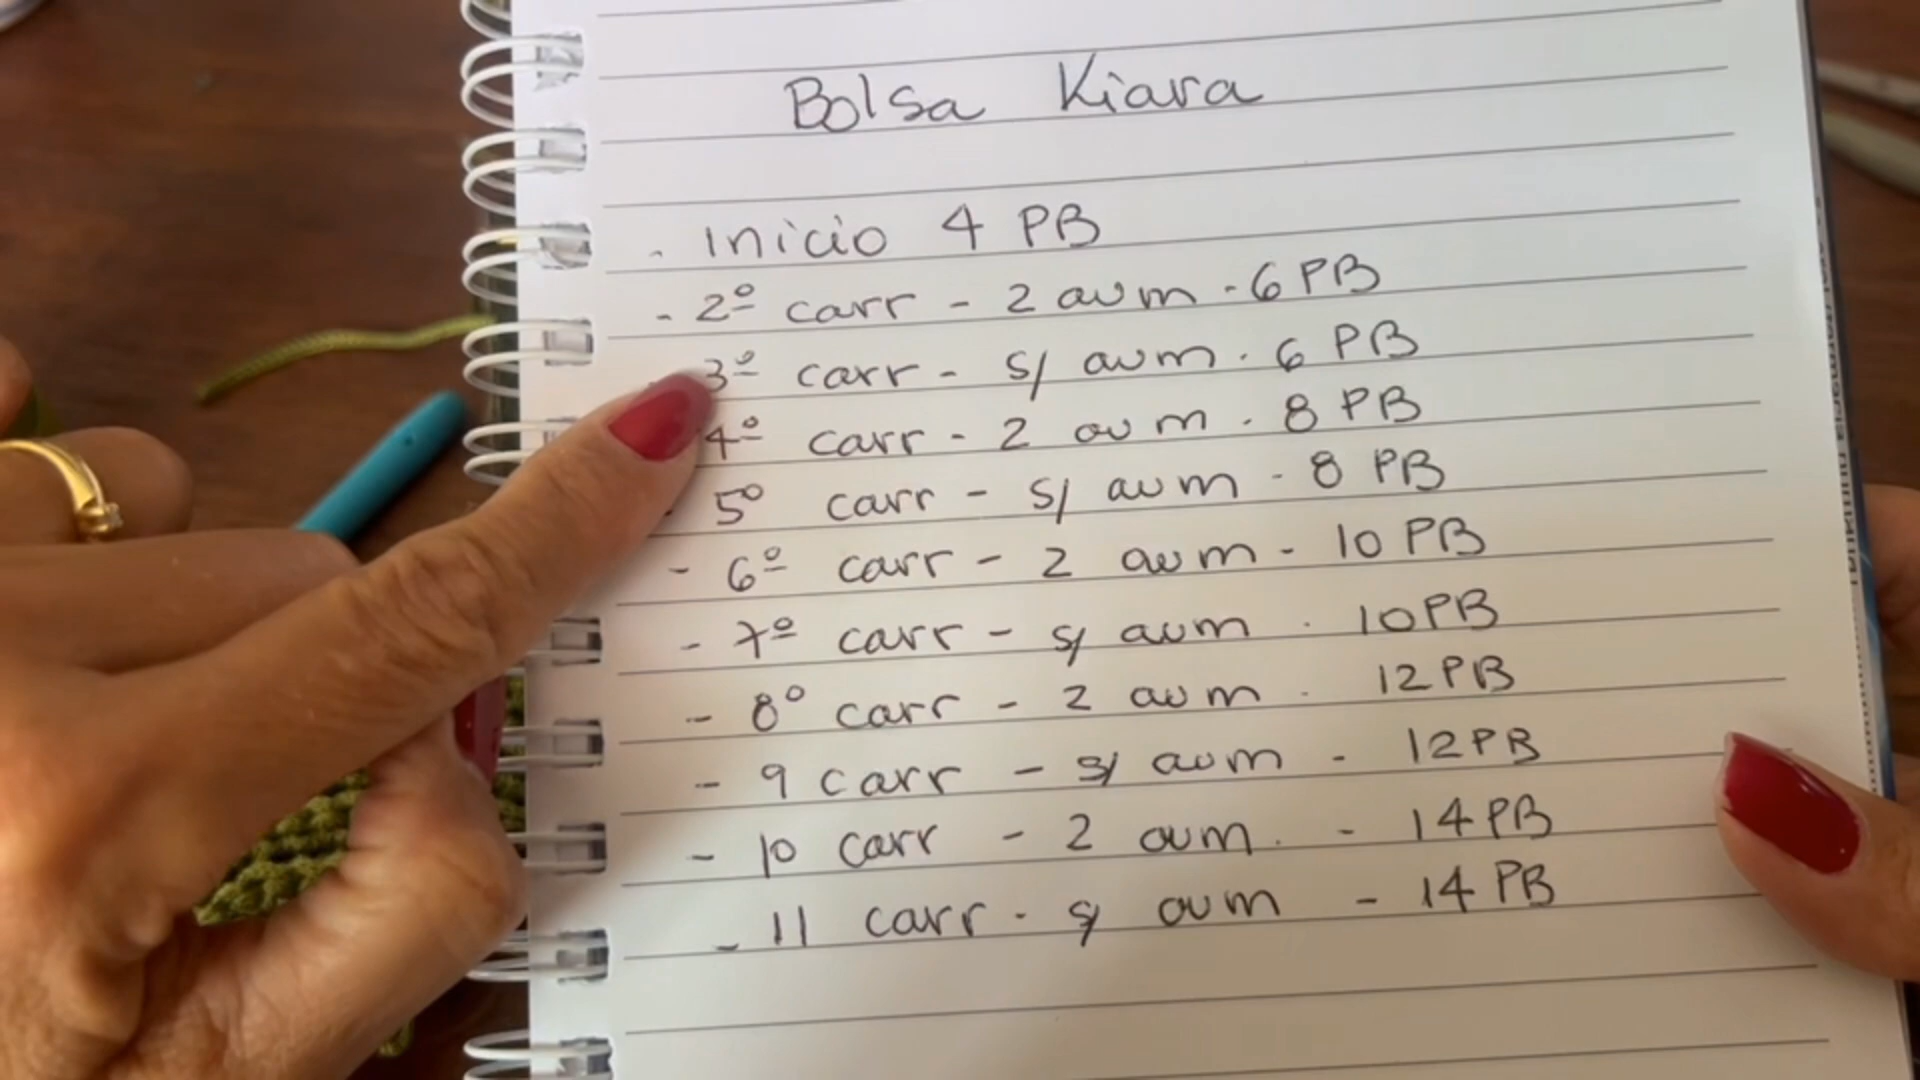 Bolsa Kiara
. Inicio 4 PB
- 2º carr - 2 aum - 6 PB
3º carr - s/ aum . 6 PB
4º carr - 2 aum . 8 PB
5º carr - s/ aum - 8 PB
- 6º carr - 2 aum - 10 PB
- 7º carr - s/ aum . 10 PB
- 8º carr - 2 aum . 12 PB
- 9 carr - s/ aum - 12 PB
- 10 carr - 2 aum. - 14 PB
- 11 carr - s/ aum - 14 PB